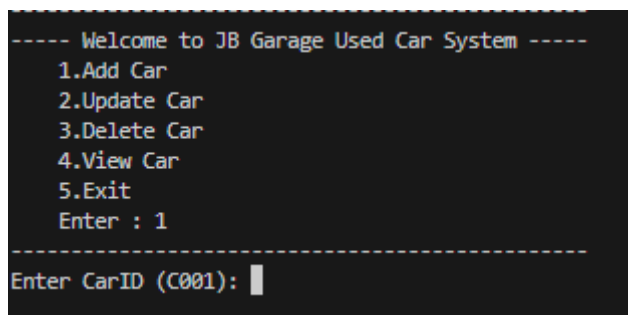 ----- Welcome to JB Garage Used Car System -----
1.Add Car
2.Update Car
3.Delete Car
4.View Car
5.Exit
Enter : 1
------------------------------------------------
Enter CarID (C001):